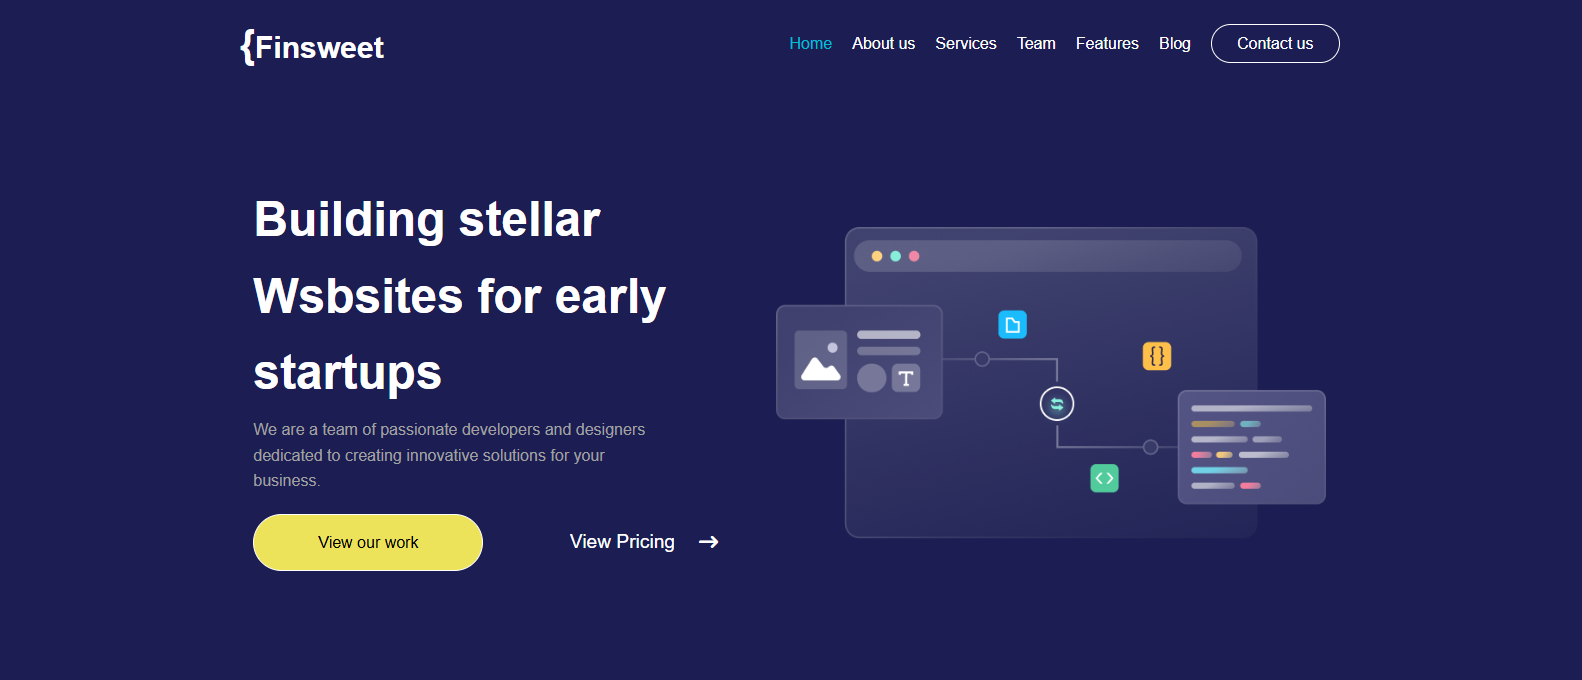 {Finsweet
Home About us Services Team Features Blog Contact us
Building stellar
Wsbsites for early
startups
We are a team of passionate developers and designers
dedicated to creating innovative solutions for your
business.
View our work View Pricing →
T
{}
<>